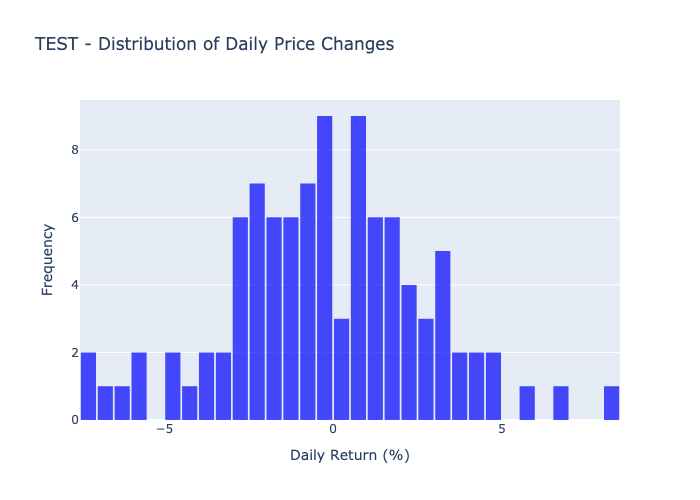 TEST - Distribution of Daily Price Changes
8
6
4
2
0
Frequency
−5 0 5
Daily Return (%)